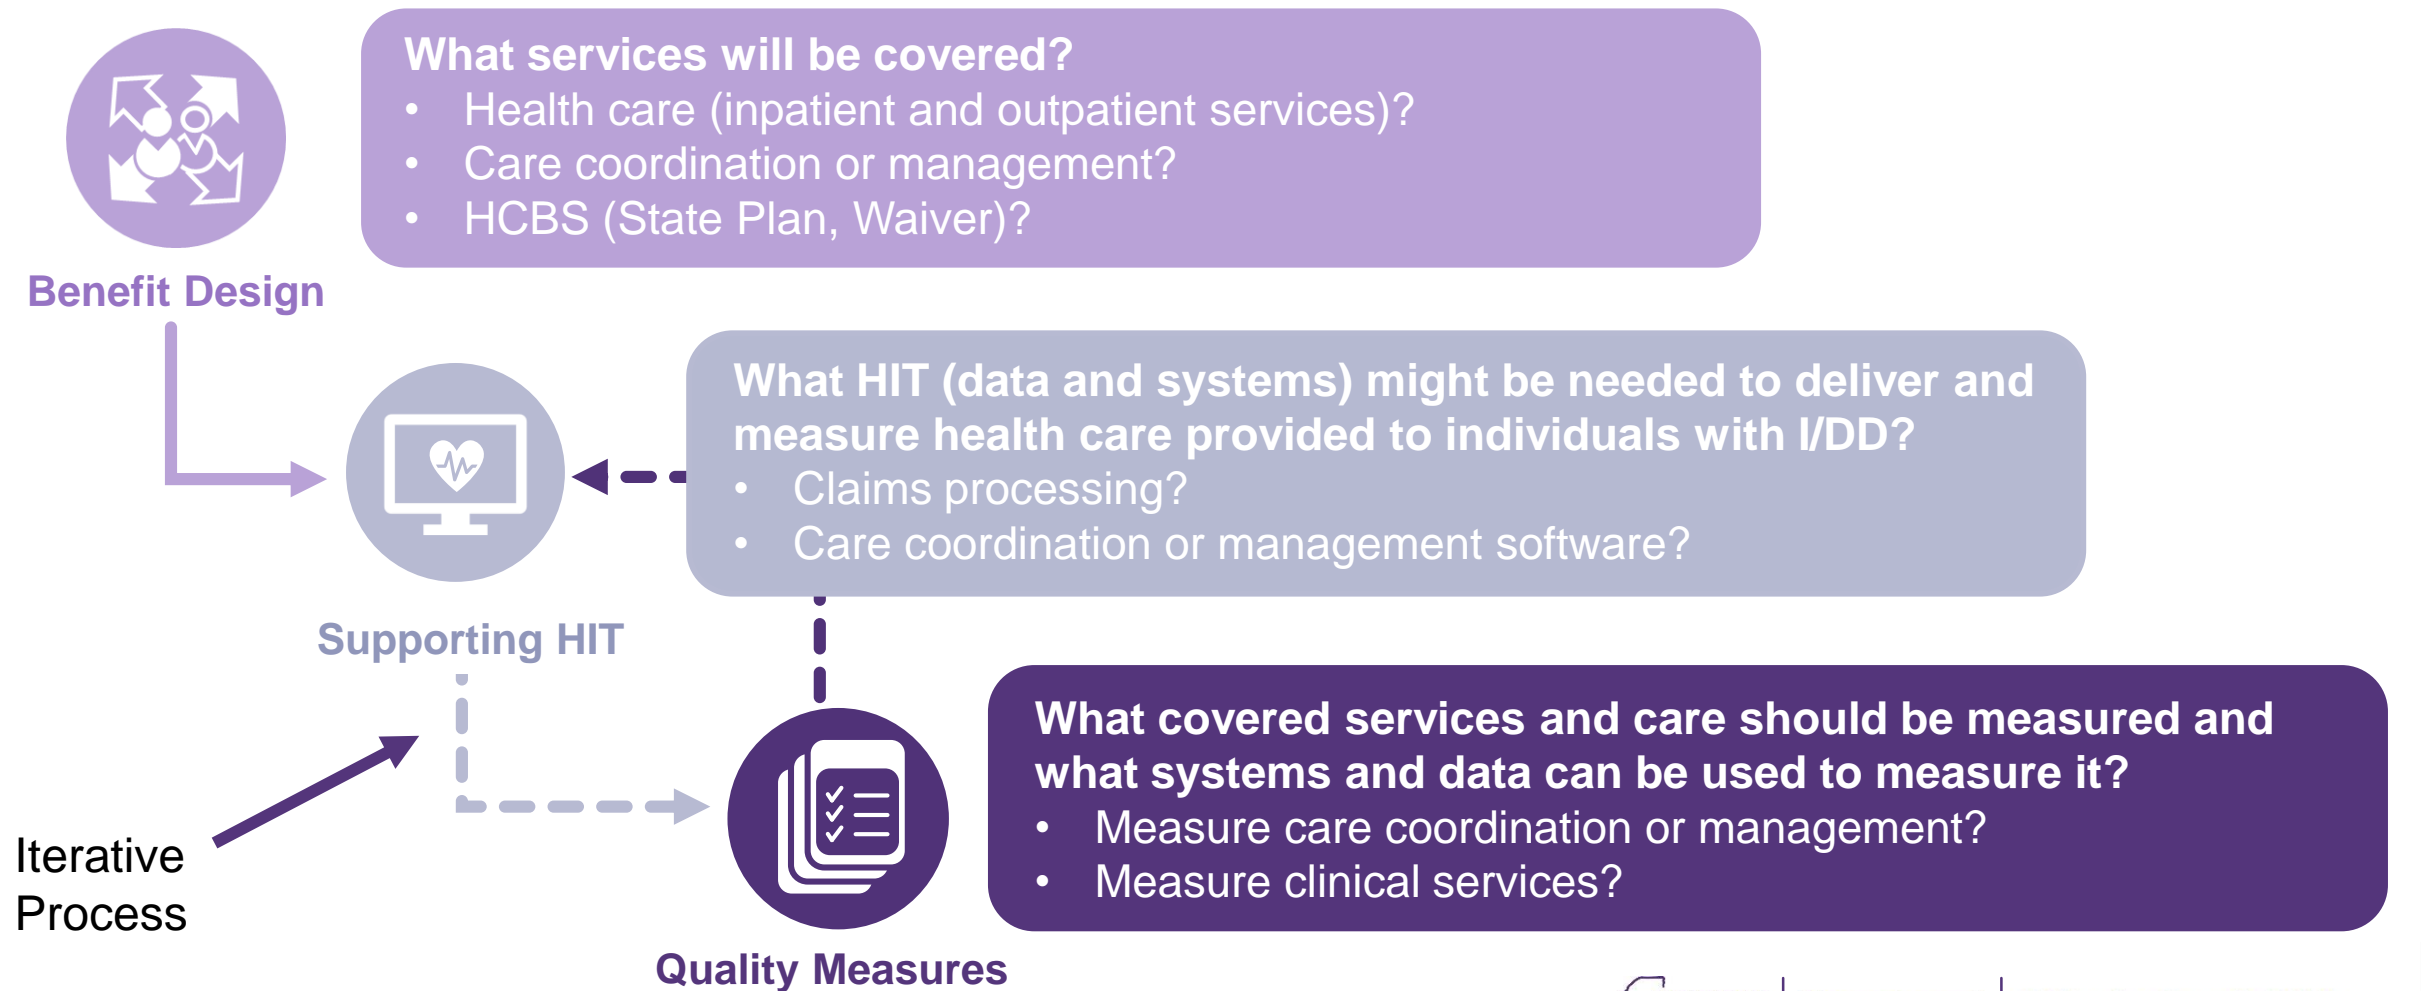 What services will be covered?
• Health care (inpatient and outpatient services)?
• Care coordination or management?
• HCBS (State Plan, Waiver)?
Benefit Design
What HIT (data and systems) might be needed to deliver and
measure health care provided to individuals with I/DD?
• Claims processing?
• Care coordination or management software?
Supporting HIT
What covered services and care should be measured and
what systems and data can be used to measure it?
• Measure care coordination or management?
• Measure clinical services?
Iterative
Process
Quality Measures